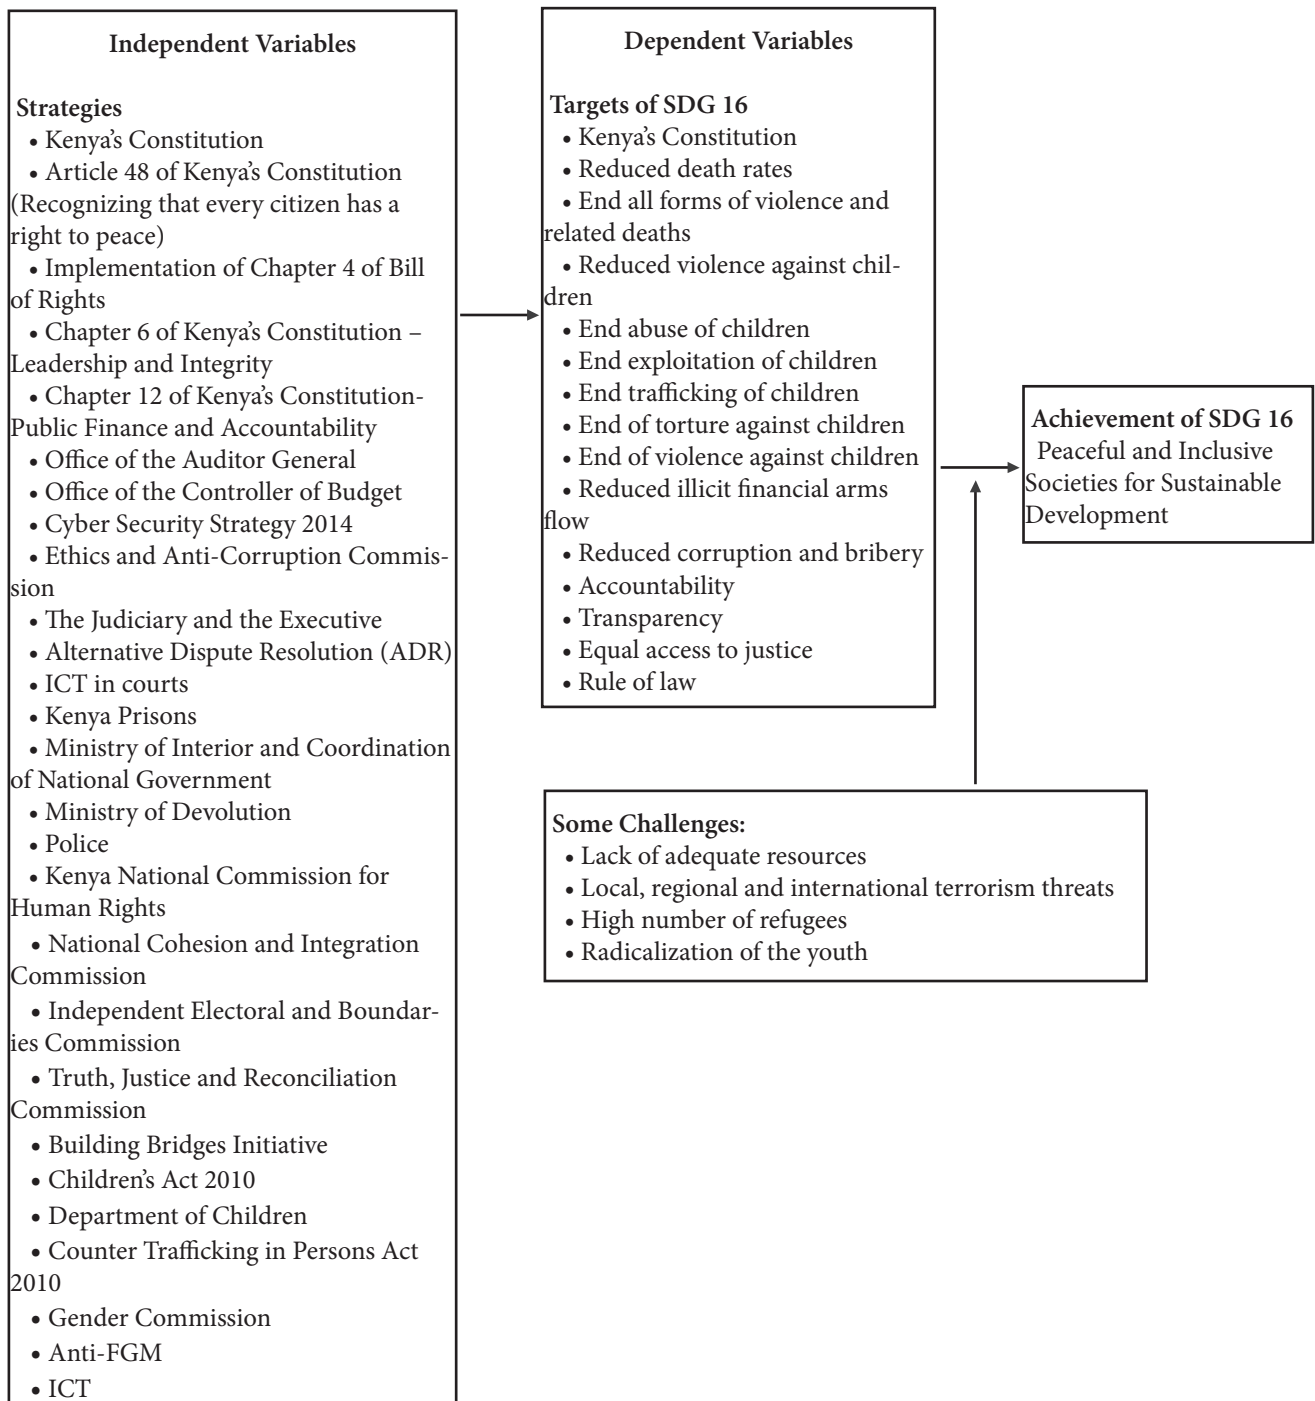 Independent Variables
Strategies
• Kenya’s Constitution
• Article 48 of Kenya’s Constitution
(Recognizing that every citizen has a
right to peace)
• Implementation of Chapter 4 of Bill
of Rights
• Chapter 6 of Kenya’s Constitution –
Leadership and Integrity
• Chapter 12 of Kenya’s Constitution-
Public Finance and Accountability
• Office of the Auditor General
• Office of the Controller of Budget
• Cyber Security Strategy 2014
• Ethics and Anti-Corruption Commis-
sion
• The Judiciary and the Executive
• Alternative Dispute Resolution (ADR)
• ICT in courts
• Kenya Prisons
• Ministry of Interior and Coordination
of National Government
• Ministry of Devolution
• Police
• Kenya National Commission for
Human Rights
• National Cohesion and Integration
Commission
• Independent Electoral and Boundar-
ies Commission
• Truth, Justice and Reconciliation
Commission
• Building Bridges Initiative
• Children’s Act 2010
• Department of Children
• Counter Trafficking in Persons Act
2010
• Gender Commission
• Anti-FGM
• ICT
Dependent Variables
Targets of SDG 16
• Kenya’s Constitution
• Reduced death rates
• End all forms of violence and
related deaths
• Reduced violence against chil-
dren
• End abuse of children
• End exploitation of children
• End trafficking of children
• End of torture against children
• End of violence against children
• Reduced illicit financial arms
flow
• Reduced corruption and bribery
• Accountability
• Transparency
• Equal access to justice
• Rule of law
Achievement of SDG 16
Peaceful and Inclusive
Societies for Sustainable
Development
Some Challenges:
• Lack of adequate resources
• Local, regional and international terrorism threats
• High number of refugees
• Radicalization of the youth